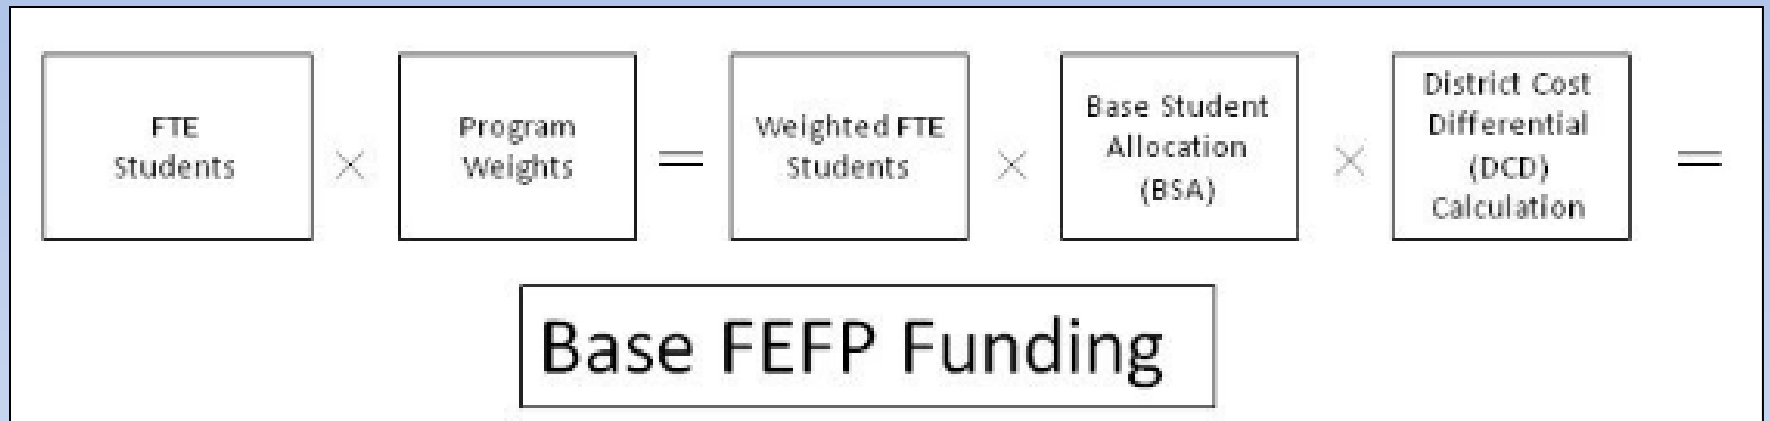 FTE
Students
×
Program
Weights
=
Weighted FTE
Students
×
Base Student
Allocation
(BSA)
×
District Cost
Differential
(DCD)
Calculation
=
Base FEFP Funding